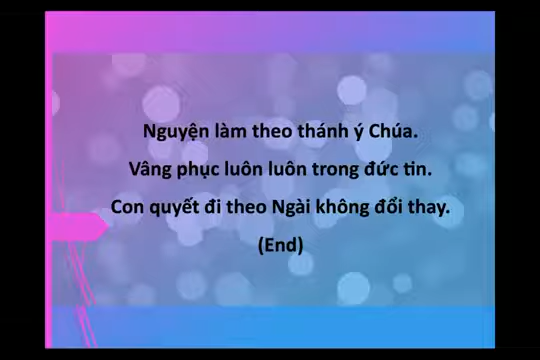 Nguyện làm theo thánh ý Chúa.
Vâng phục luôn luôn trong đức tin.
Con quyết đi theo Ngài không đổi thay.
(End)